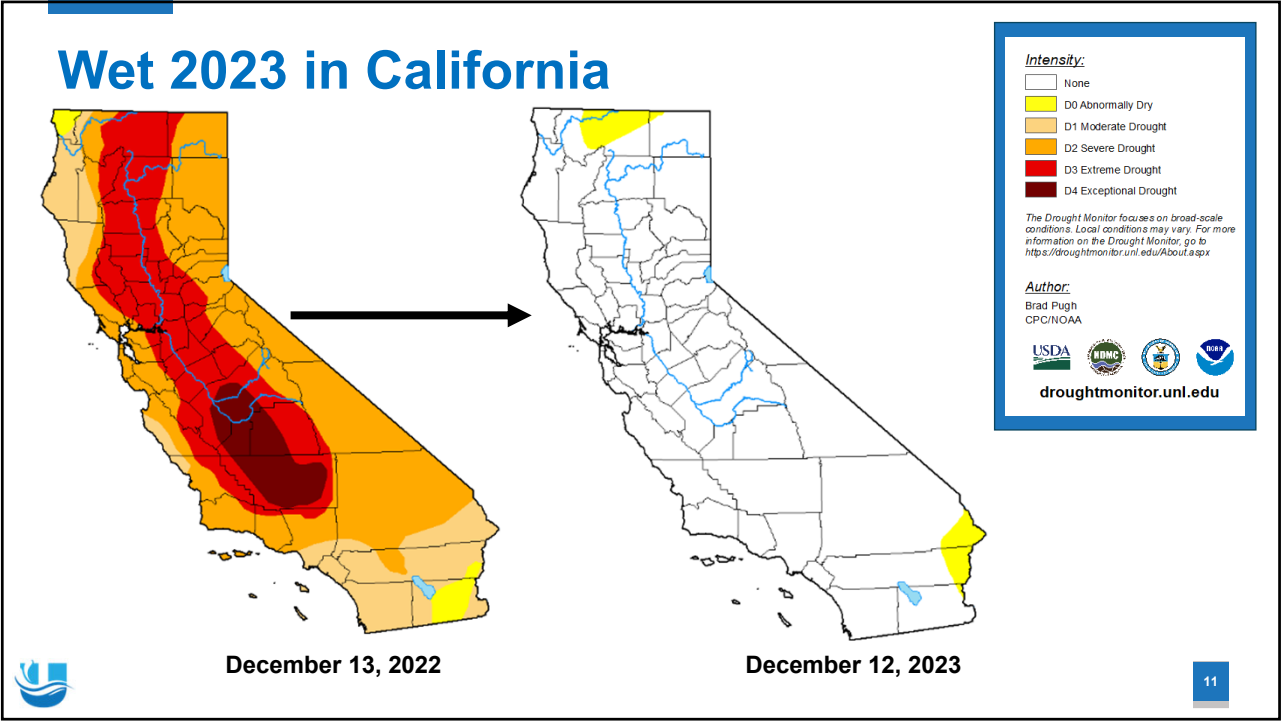 Wet 2023 in California
Intensity:
None
D0 Abnormally Dry
D1 Moderate Drought
D2 Severe Drought
D3 Extreme Drought
D4 Exceptional Drought
The Drought Monitor focuses on broad-scale
conditions. Local conditions may vary. For more
information on the Drought Monitor, go to
https://droughtmonitor.unl.edu/About.aspx
Author:
Brad Pugh
CPC/NOAA
USDA
NDMC
noaa
droughtmonitor.unl.edu
December 13, 2022
December 12, 2023
11